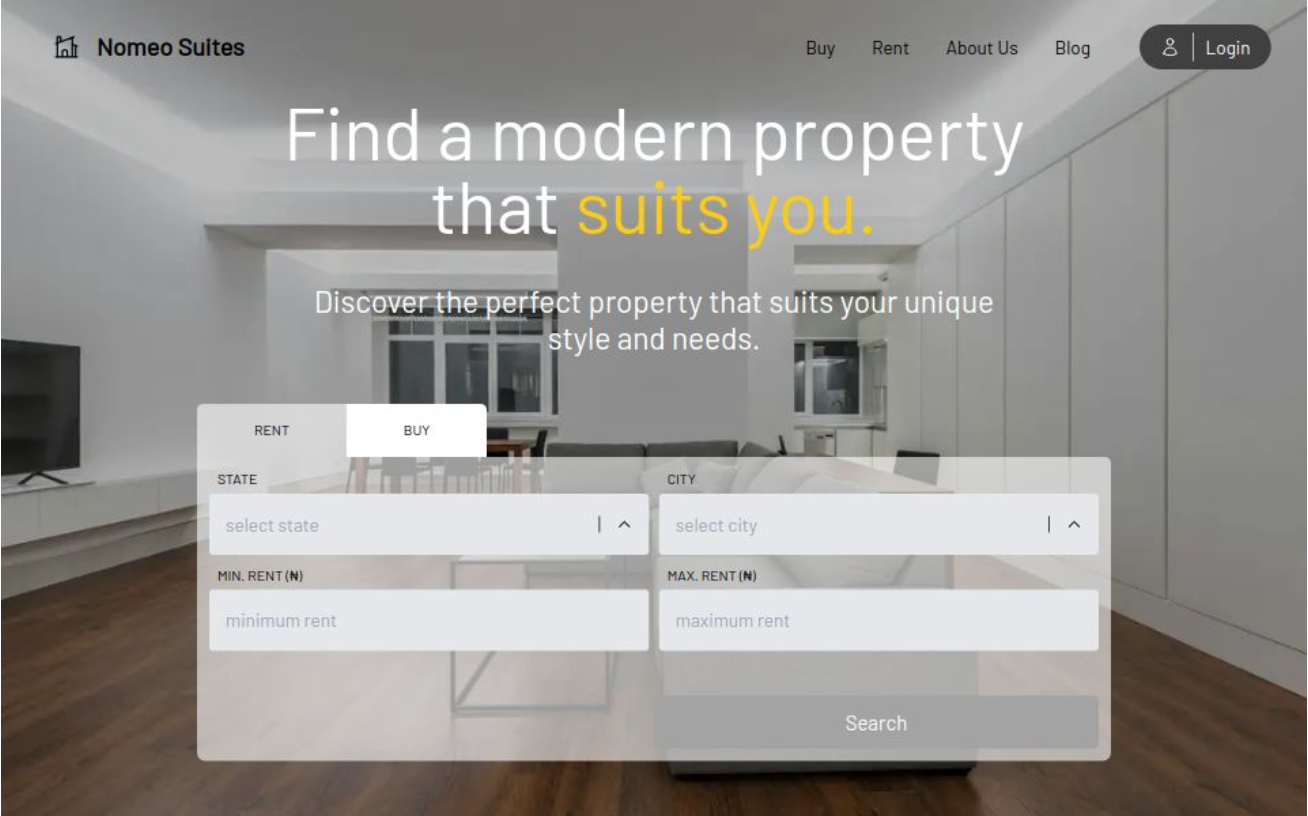 Nomeo Suites
Buy Rent About Us Blog Login
Find a modern property
that suits you.
Discover the perfect property that suits your unique
style and needs.
RENT BUY
STATE CITY
select state select city
MIN. RENT(₦) MAX. RENT(₦)
minimum rent maximum rent
Search